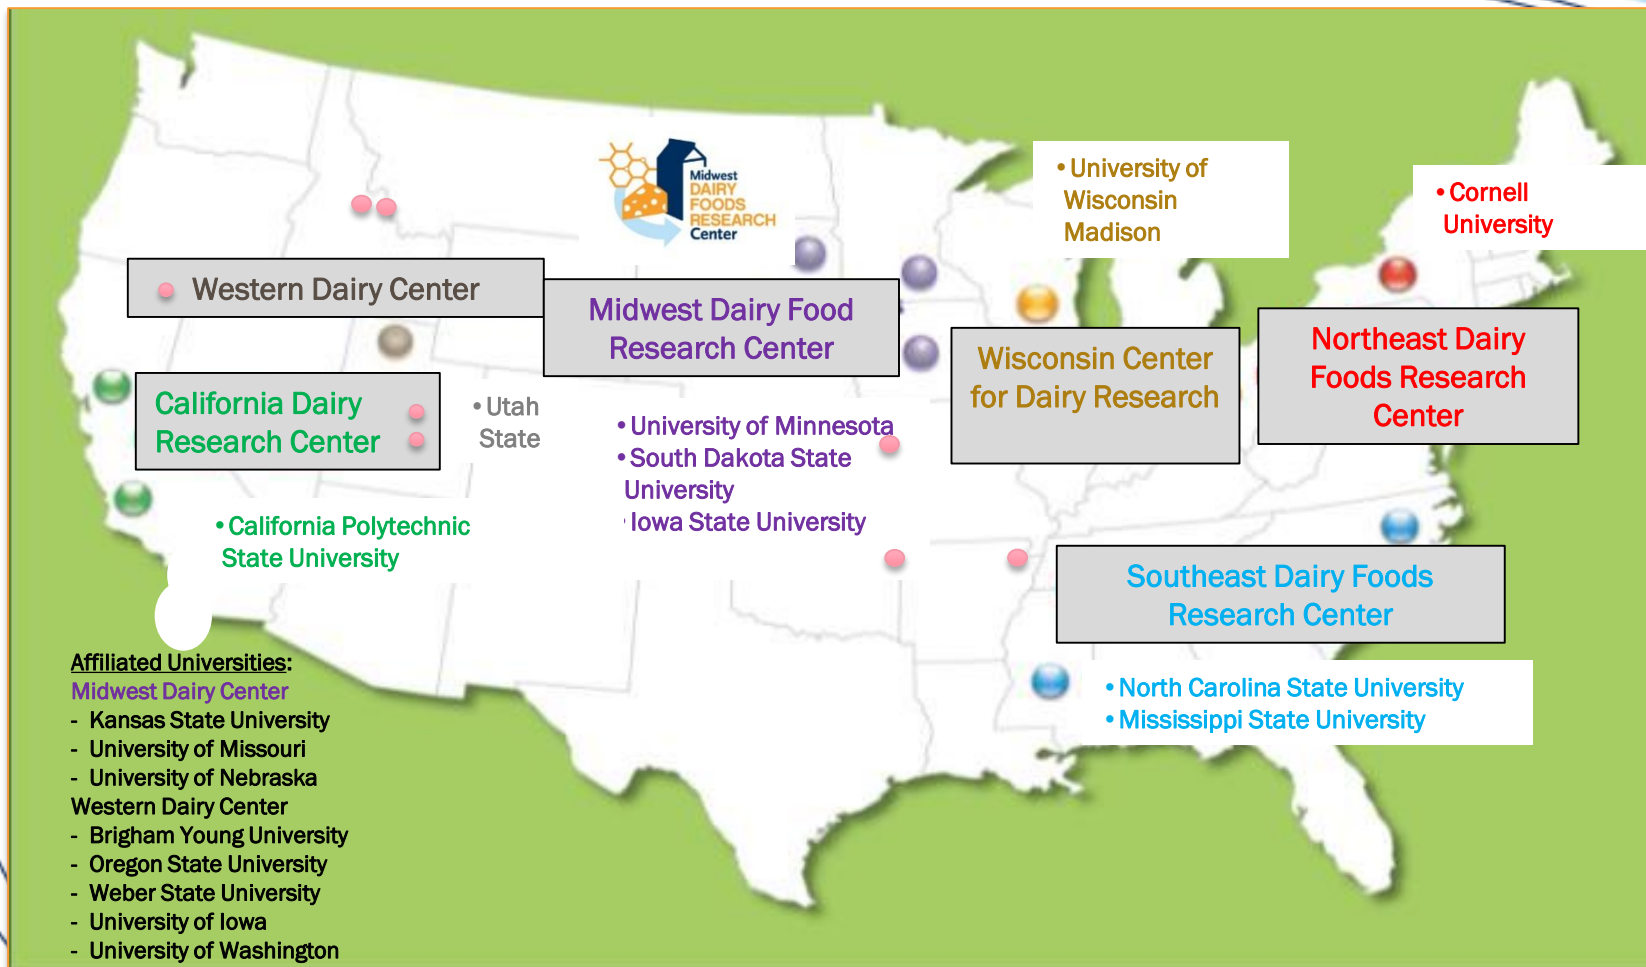 Midwest
DAIRY
FOODS
RESEARCH
Center
• University of
Wisconsin
Madison
• Cornell
University
Western Dairy Center
Midwest Dairy Food
Research Center
Wisconsin Center
for Dairy Research
Northeast Dairy
Foods Research
Center
California Dairy
Research Center
• Utah
State
• University of Minnesota
• South Dakota State
University
• Iowa State University
• California Polytechnic
State University
Southeast Dairy Foods
Research Center
• North Carolina State University
• Mississippi State University
Affiliated Universities:
Midwest Dairy Center
- Kansas State University
- University of Missouri
- University of Nebraska
Western Dairy Center
- Brigham Young University
- Oregon State University
- Weber State University
- University of Iowa
- University of Washington